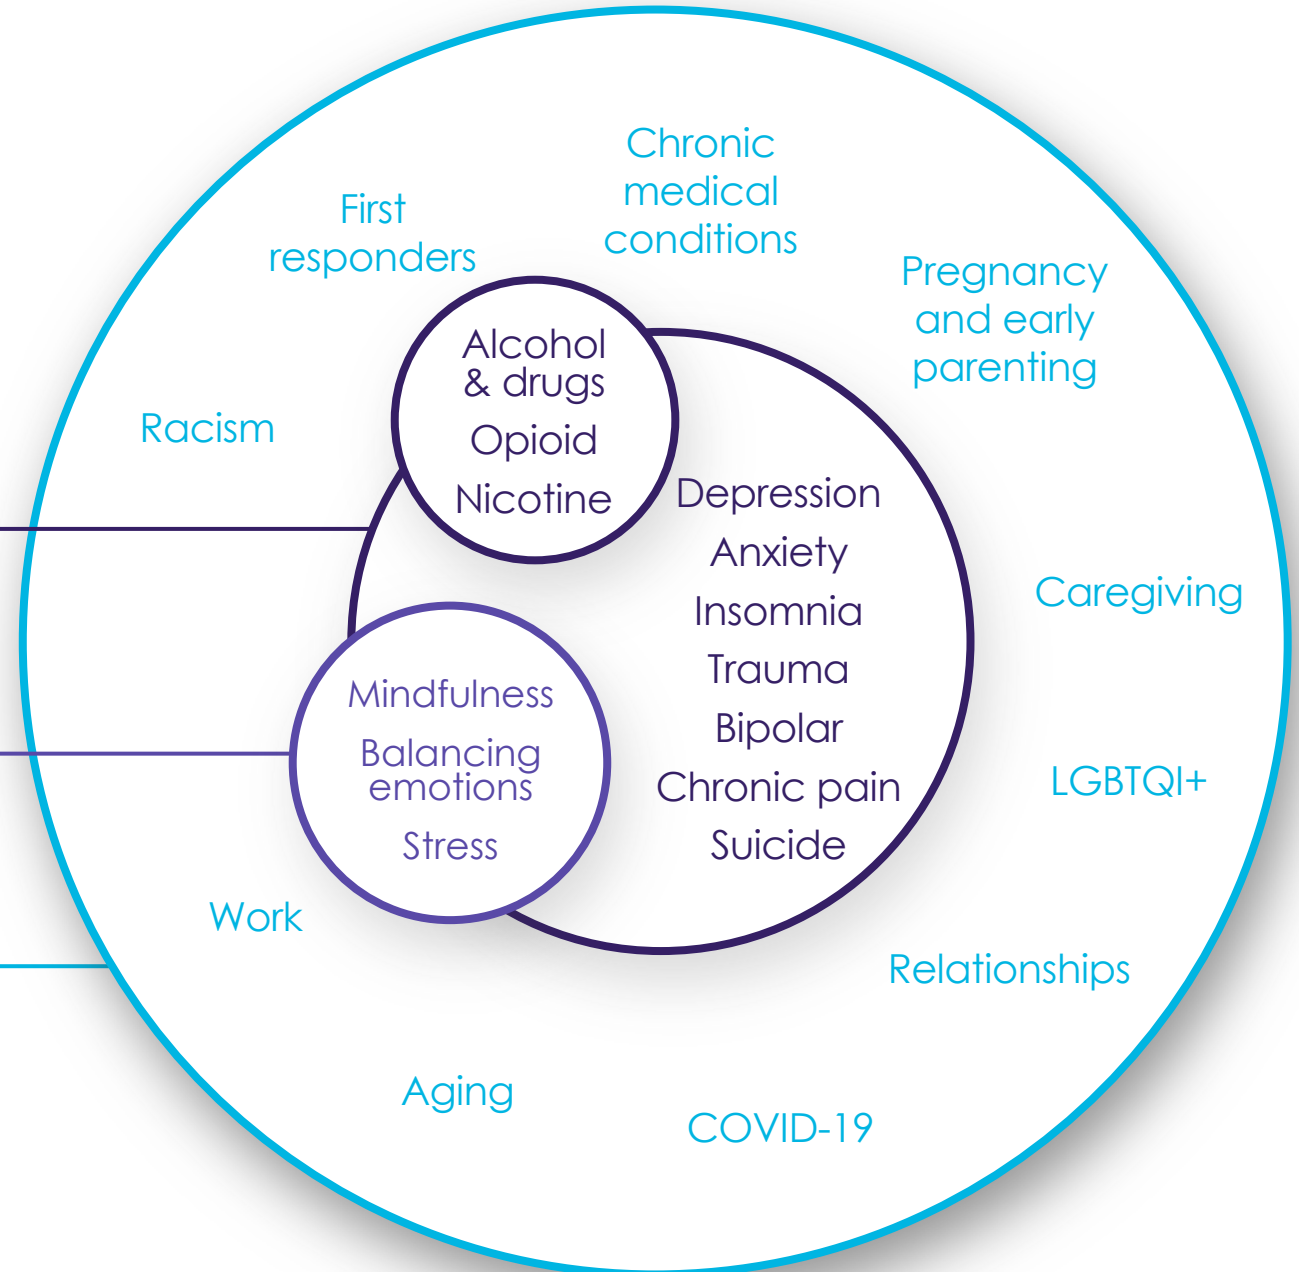 Chronic
medical
conditions
First
responders
Pregnancy
and early
parenting
Racism
Alcohol
& drugs
Opioid
Nicotine
Depression
Anxiety
Insomnia
Trauma
Bipolar
Chronic pain
Suicide
Mindfulness
Balancing
emotions
Stress
Caregiving
LGBTQI+
Work
Relationships
Aging
COVID-19